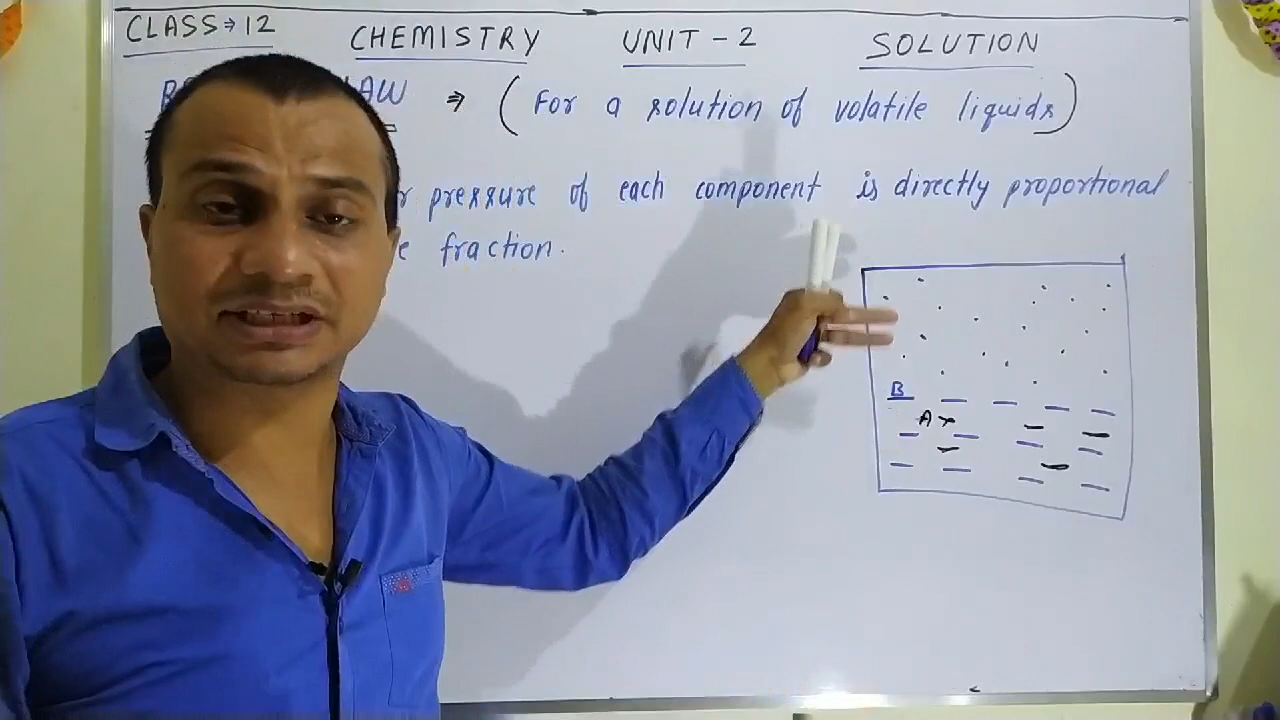 CLASS⇒12 CHEMISTRY UNIT-2 SOLUTION
LAW ⇒ (For a solution of volatile liquids)
pressure of each component is directly proportional
fraction.
B
A